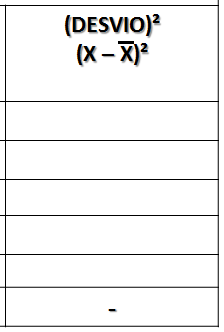 (DESVIO)²
(X – X̅)²
-